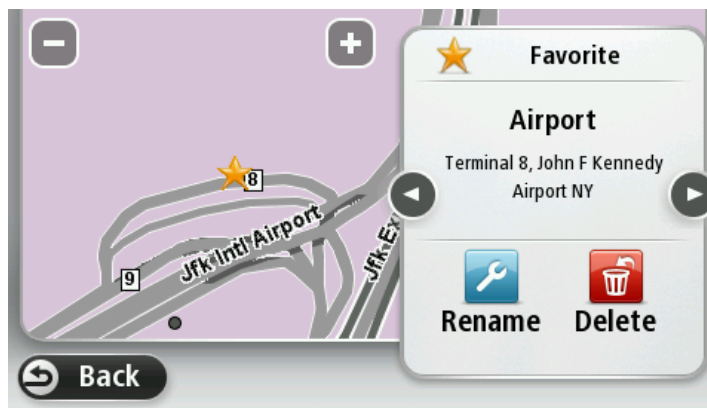 −
+
Favorite
Airport
Terminal 8, John F Kennedy
Airport NY
8
Jfk Intl Airport
Jfk Ex
9
Rename
Delete
Back